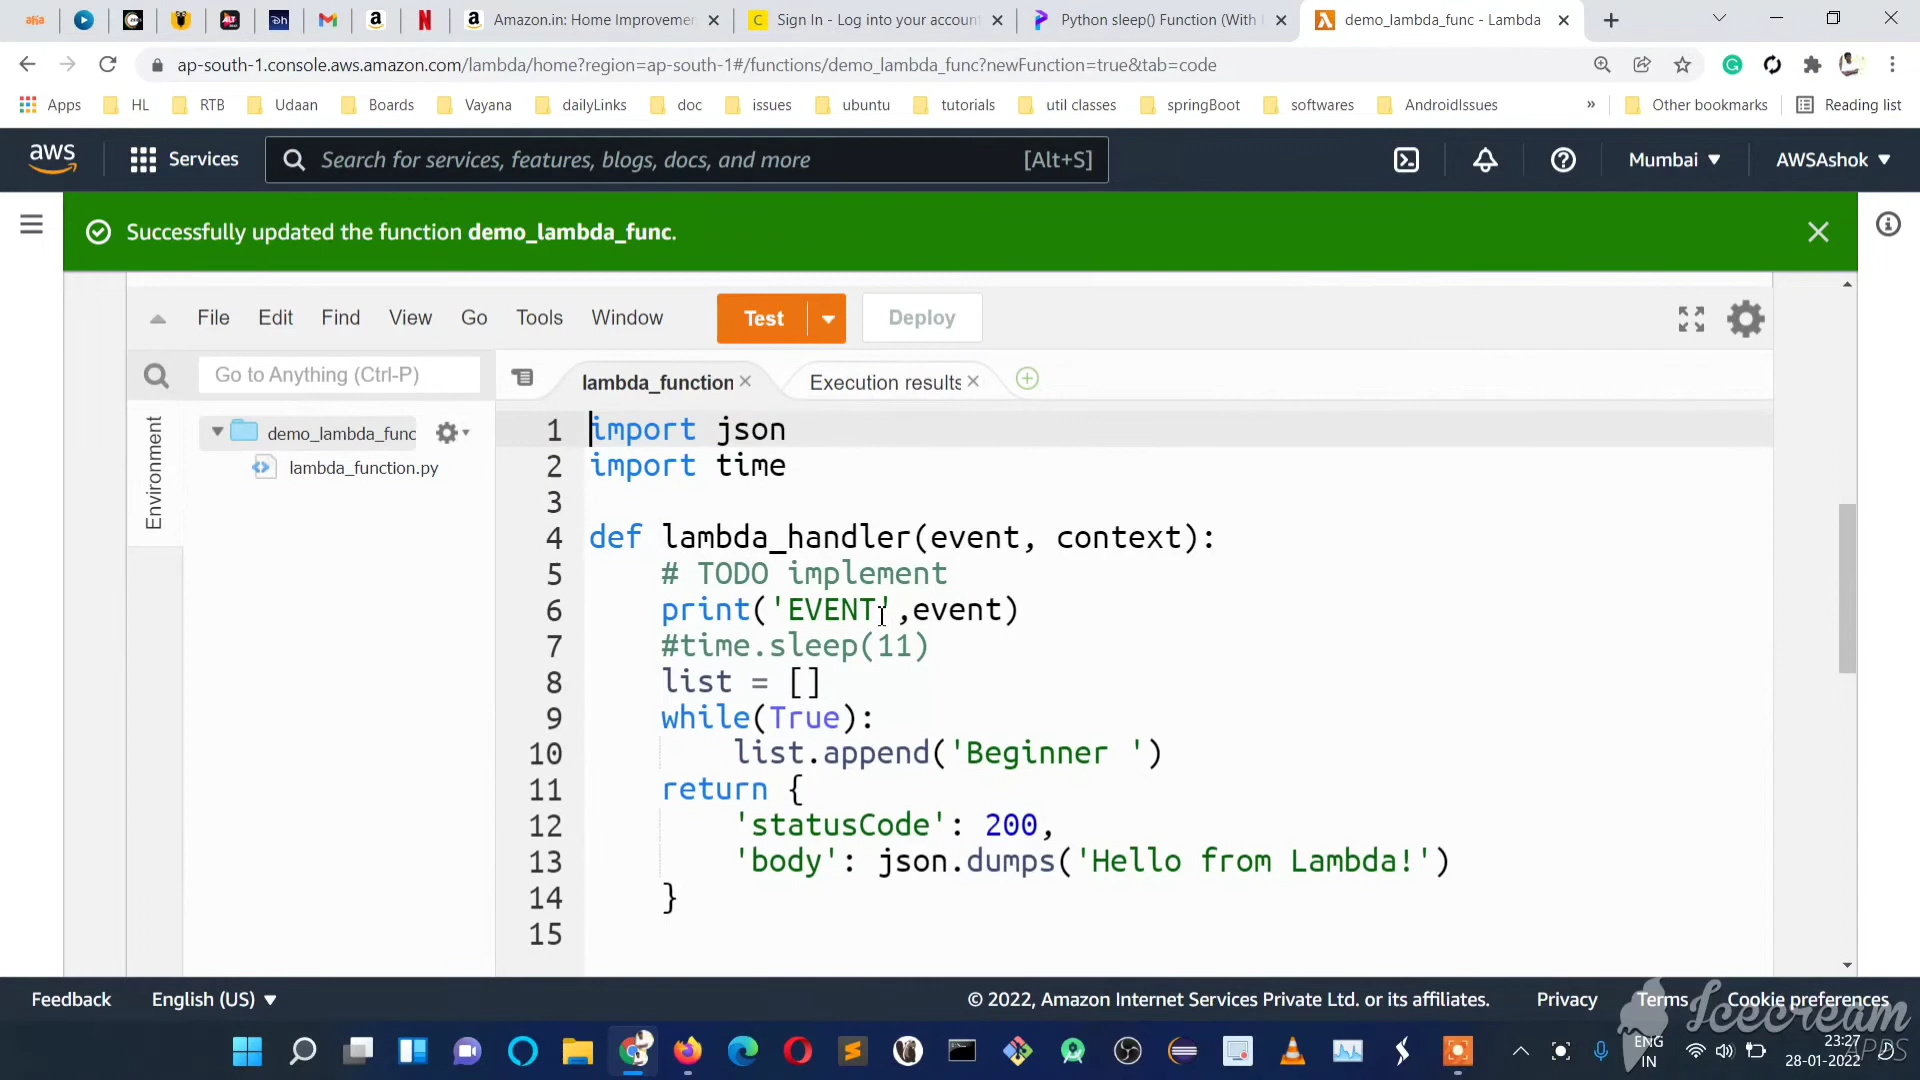 aha
ALT
Dh
N
Amazon.in: Home Improvemen
Sign In - Log into your accoun
Python sleep() Function (With
demo_lambda_func - Lambda
ap-south-1.console.aws.amazon.com/lambda/home?region=ap-south-1#/functions/demo_lambda_func?newFunction=true&tab=code
Apps HL RTB Udaan Boards Vayana dailyLinks doc issues ubuntu tutorials util classes springBoot softwares AndroidIssues » Other bookmarks Reading list
aws Services Search for services, features, blogs, docs, and more [Alt+S] Mumbai AWSAshok
Successfully updated the function demo_lambda_func.
File Edit Find View Go Tools Window Test Deploy
Go to Anything (Ctrl-P)
lambda_function Execution results
Environment
demo_lambda_func
lambda_function.py
1 import json
2 import time
3
4 def lambda_handler(event, context):
5 # TODO implement
6 print('EVENT',event)
7 #time.sleep(11)
8 list = []
9 while(True):
10 list.append('Beginner ')
11 return {
12 'statusCode': 200,
13 'body': json.dumps('Hello from Lambda!')
14 }
15
Feedback English (US) © 2022, Amazon Internet Services Private Ltd. or its affiliates. Privacy Terms Cookie preferences
Icecream
APPS
ENG
IN
23:27
28-01-2022